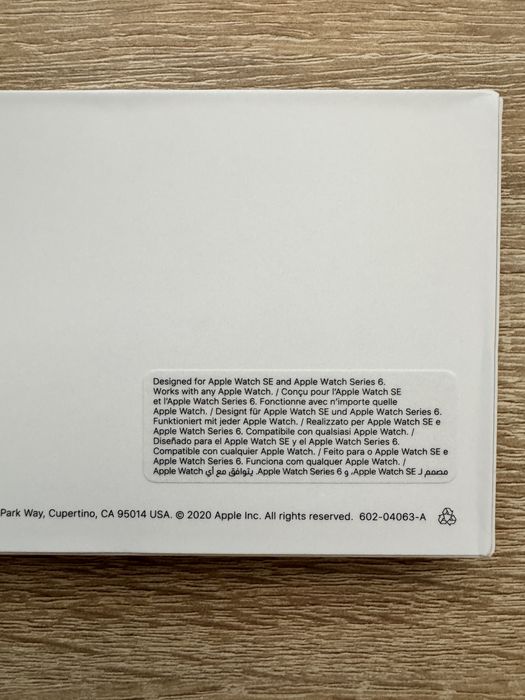 Designed for Apple Watch SE and Apple Watch Series 6.
Works with any Apple Watch. / Conçu pour l’Apple Watch SE
et l’Apple Watch Series 6. Fonctionne avec n’importe quelle
Apple Watch. / Designt für Apple Watch SE und Apple Watch Series 6.
Funktioniert mit jeder Apple Watch. / Realizzato per Apple Watch SE e
Apple Watch Series 6. Compatibile con qualsiasi Apple Watch. /
Diseñado para el Apple Watch SE y el Apple Watch Series 6.
Compatible con cualquier Apple Watch. / Feito para o Apple Watch SE e
Apple Watch Series 6. Funciona com qualquer Apple Watch. /
مصمم لـ Apple Watch SE، و Apple Watch Series 6. يتوافق مع أي Apple Watch
Park Way, Cupertino, CA 95014 USA. © 2020 Apple Inc. All rights reserved. 602-04063-A